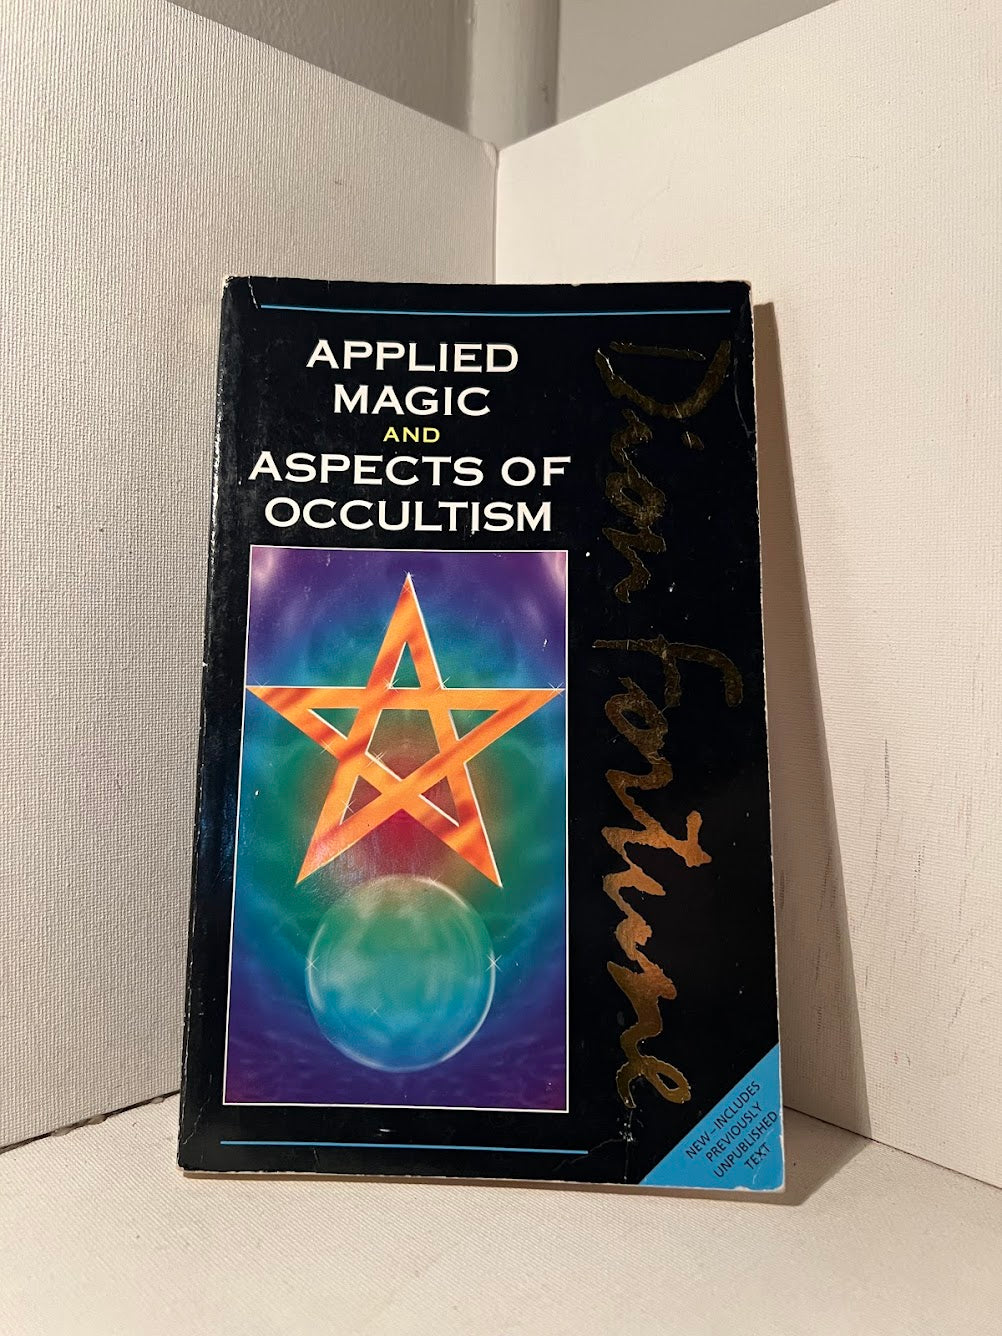 APPLIED
MAGIC
AND
ASPECTS OF
OCCULTISM
Dion Fortune
NEW–INCLUDES
PREVIOUSLY
UNPUBLISHED
TEXT